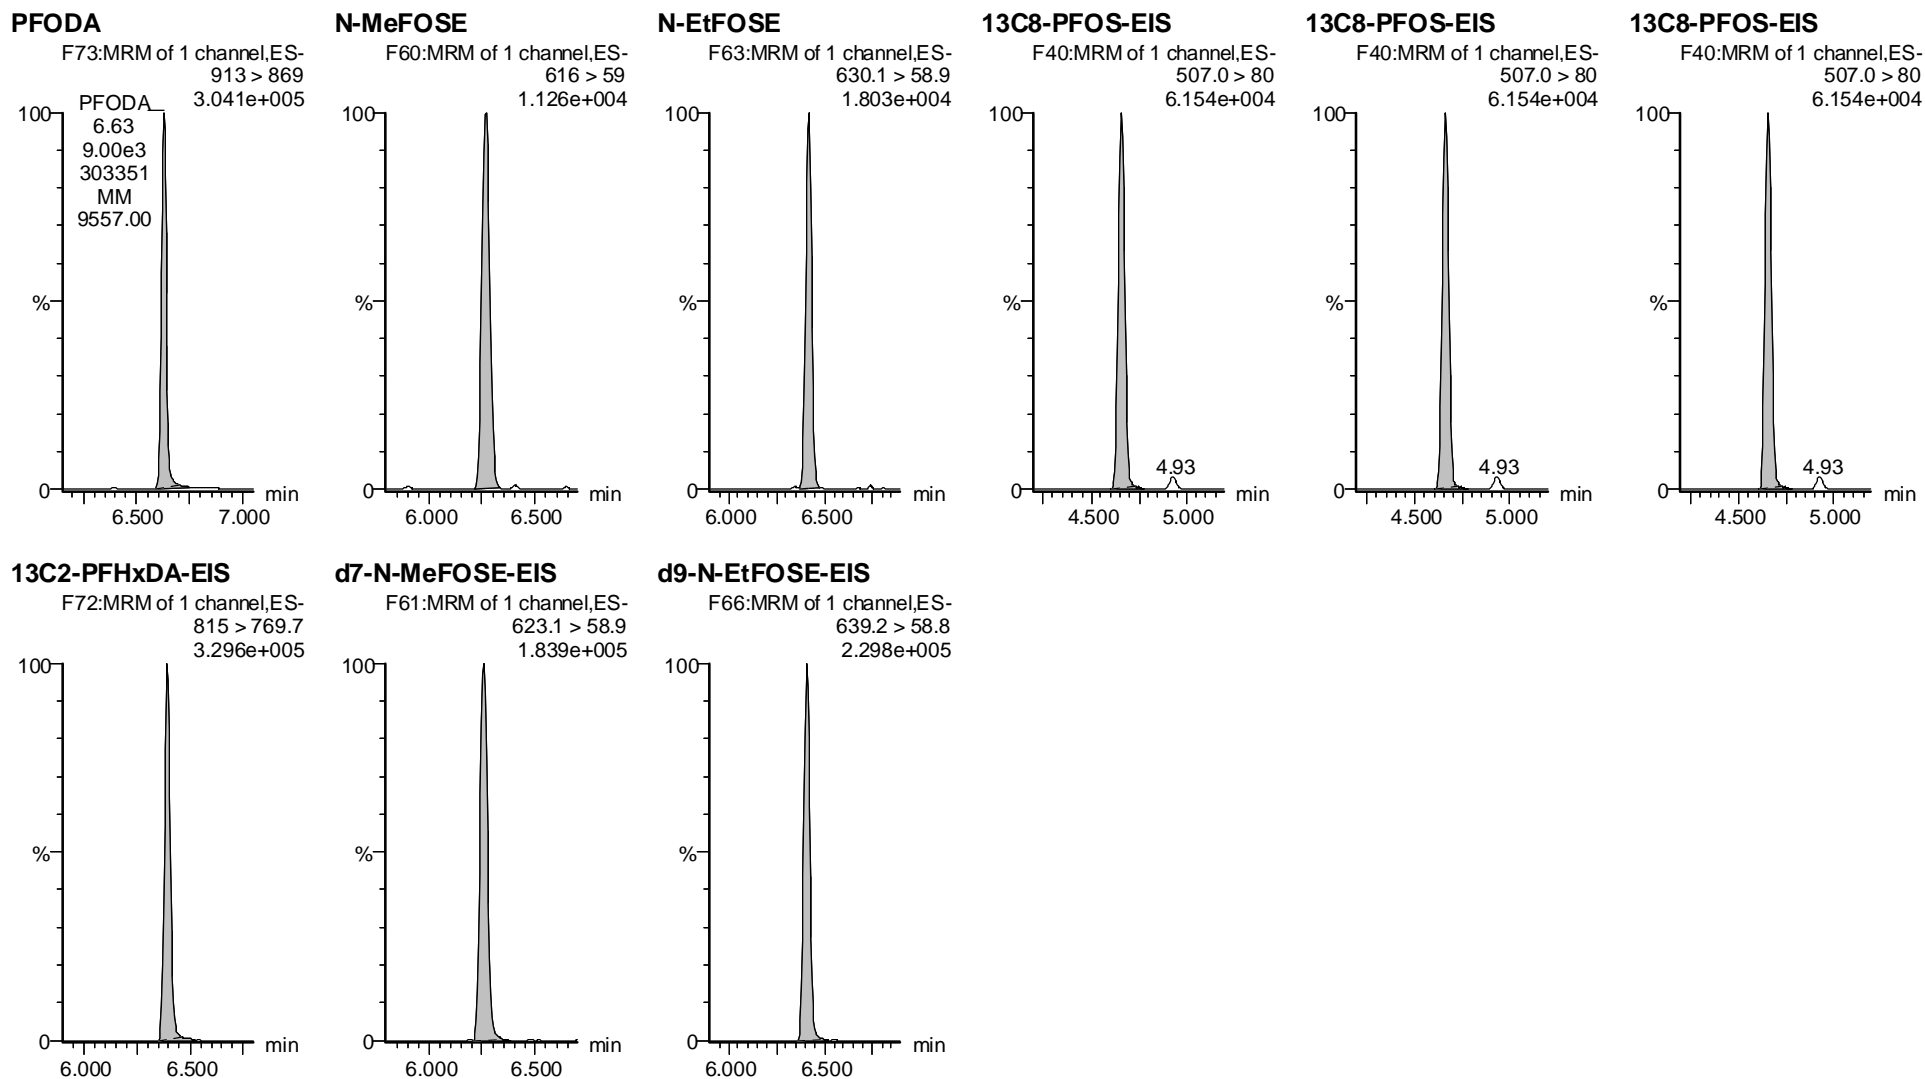 PFODA
F73:MRM of 1 channel,ES-
913 > 869
3.041e+005
PFODA
6.63
9.00e3
303351
MM
9557.00
100
%
0
min
6.500 7.000
N-MeFOSE
F60:MRM of 1 channel,ES-
616 > 59
1.126e+004
100
%
0
min
6.000 6.500
N-EtFOSE
F63:MRM of 1 channel,ES-
630.1 > 58.9
1.803e+004
100
%
0
min
6.000 6.500
13C8-PFOS-EIS
F40:MRM of 1 channel,ES-
507.0 > 80
6.154e+004
100
%
4.93
0
min
4.500 5.000
13C8-PFOS-EIS
F40:MRM of 1 channel,ES-
507.0 > 80
6.154e+004
100
%
4.93
0
min
4.500 5.000
13C8-PFOS-EIS
F40:MRM of 1 channel,ES-
507.0 > 80
6.154e+004
100
%
4.93
0
min
4.500 5.000
13C2-PFHxDA-EIS
F72:MRM of 1 channel,ES-
815 > 769.7
3.296e+005
100
%
0
min
6.000 6.500
d7-N-MeFOSE-EIS
F61:MRM of 1 channel,ES-
623.1 > 58.9
1.839e+005
100
%
0
min
6.000 6.500
d9-N-EtFOSE-EIS
F66:MRM of 1 channel,ES-
639.2 > 58.8
2.298e+005
100
%
0
min
6.000 6.500